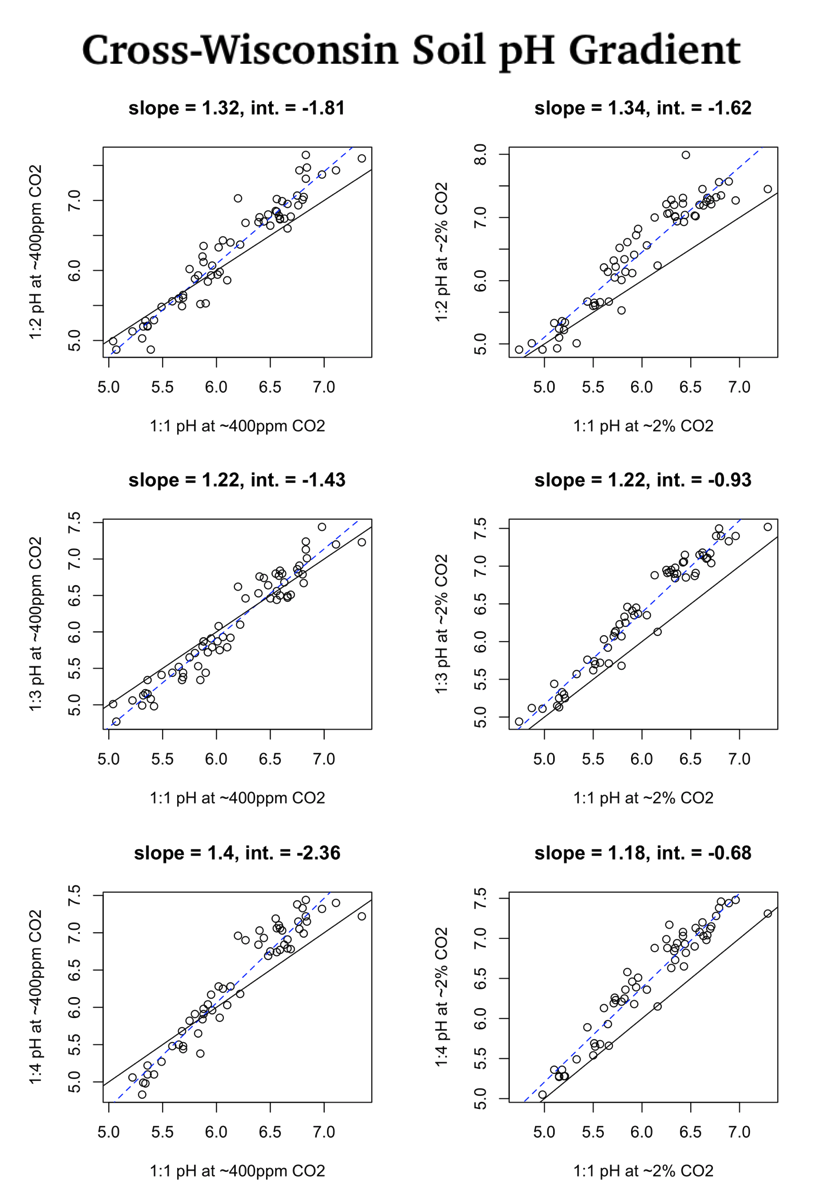 Cross-Wisconsin Soil pH Gradient
slope = 1.32, int. = -1.81
1:2 pH at ~400ppm CO2
7.0
6.0
5.0
5.0 5.5 6.0 6.5 7.0
1:1 pH at ~400ppm CO2
slope = 1.34, int. = -1.62
1:2 pH at ~2% CO2
8.0
7.0
6.0
5.0
5.0 5.5 6.0 6.5 7.0
1:1 pH at ~2% CO2
slope = 1.22, int. = -1.43
1:3 pH at ~400ppm CO2
7.5
7.0
6.5
6.0
5.5
5.0
5.0 5.5 6.0 6.5 7.0
1:1 pH at ~400ppm CO2
slope = 1.22, int. = -0.93
1:3 pH at ~2% CO2
7.5
7.0
6.5
6.0
5.5
5.0
5.0 5.5 6.0 6.5 7.0
1:1 pH at ~2% CO2
slope = 1.4, int. = -2.36
1:4 pH at ~400ppm CO2
7.5
7.0
6.5
6.0
5.5
5.0
5.0 5.5 6.0 6.5 7.0
1:1 pH at ~400ppm CO2
slope = 1.18, int. = -0.68
1:4 pH at ~2% CO2
7.5
7.0
6.5
6.0
5.5
5.0
5.0 5.5 6.0 6.5 7.0
1:1 pH at ~2% CO2